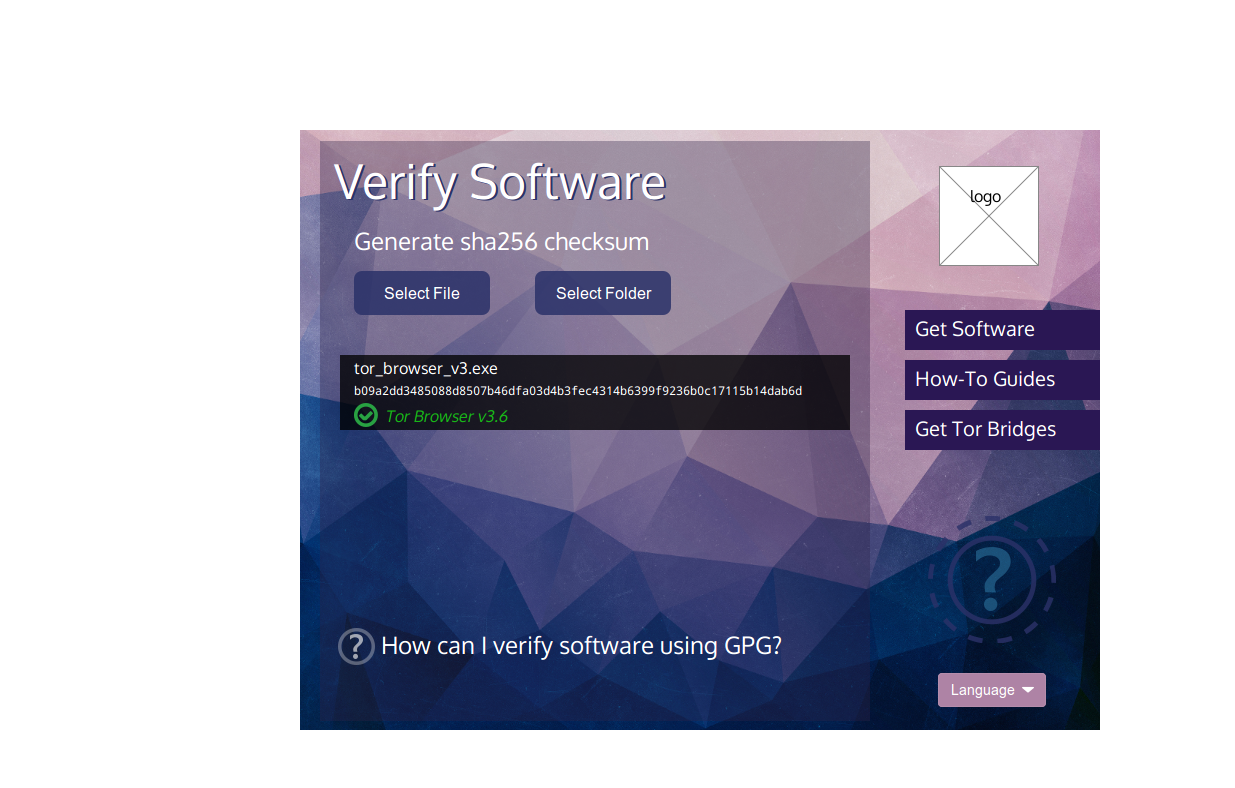 Verify Software
Generate sha256 checksum
Select File
Select Folder
tor_browser_v3.exe
b09a2dd3485088d8507b46dfa03d4b3fec4314b6399f9236b0c17115b14dab6d
Tor Browser v3.6
How can I verify software using GPG?
logo
Get Software
How-To Guides
Get Tor Bridges
?
Language